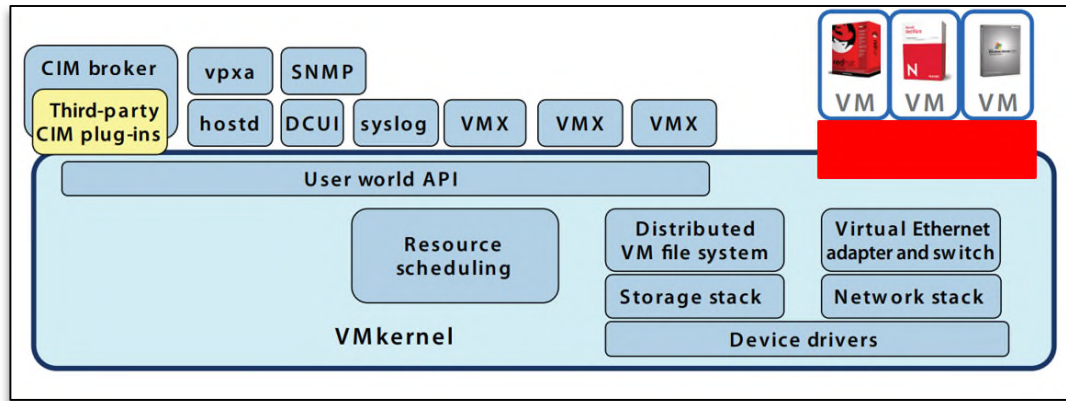 CIM broker
Third-party
CIM plug-ins
vpxa
SNMP
hostd
DCUI
syslog
VMX
VMX
VMX
VM
VM
VM
N
User world API
Resource
scheduling
Distributed
VM file system
Virtual Ethernet
adapter and switch
Storage stack
Network stack
VMkernel
Device drivers